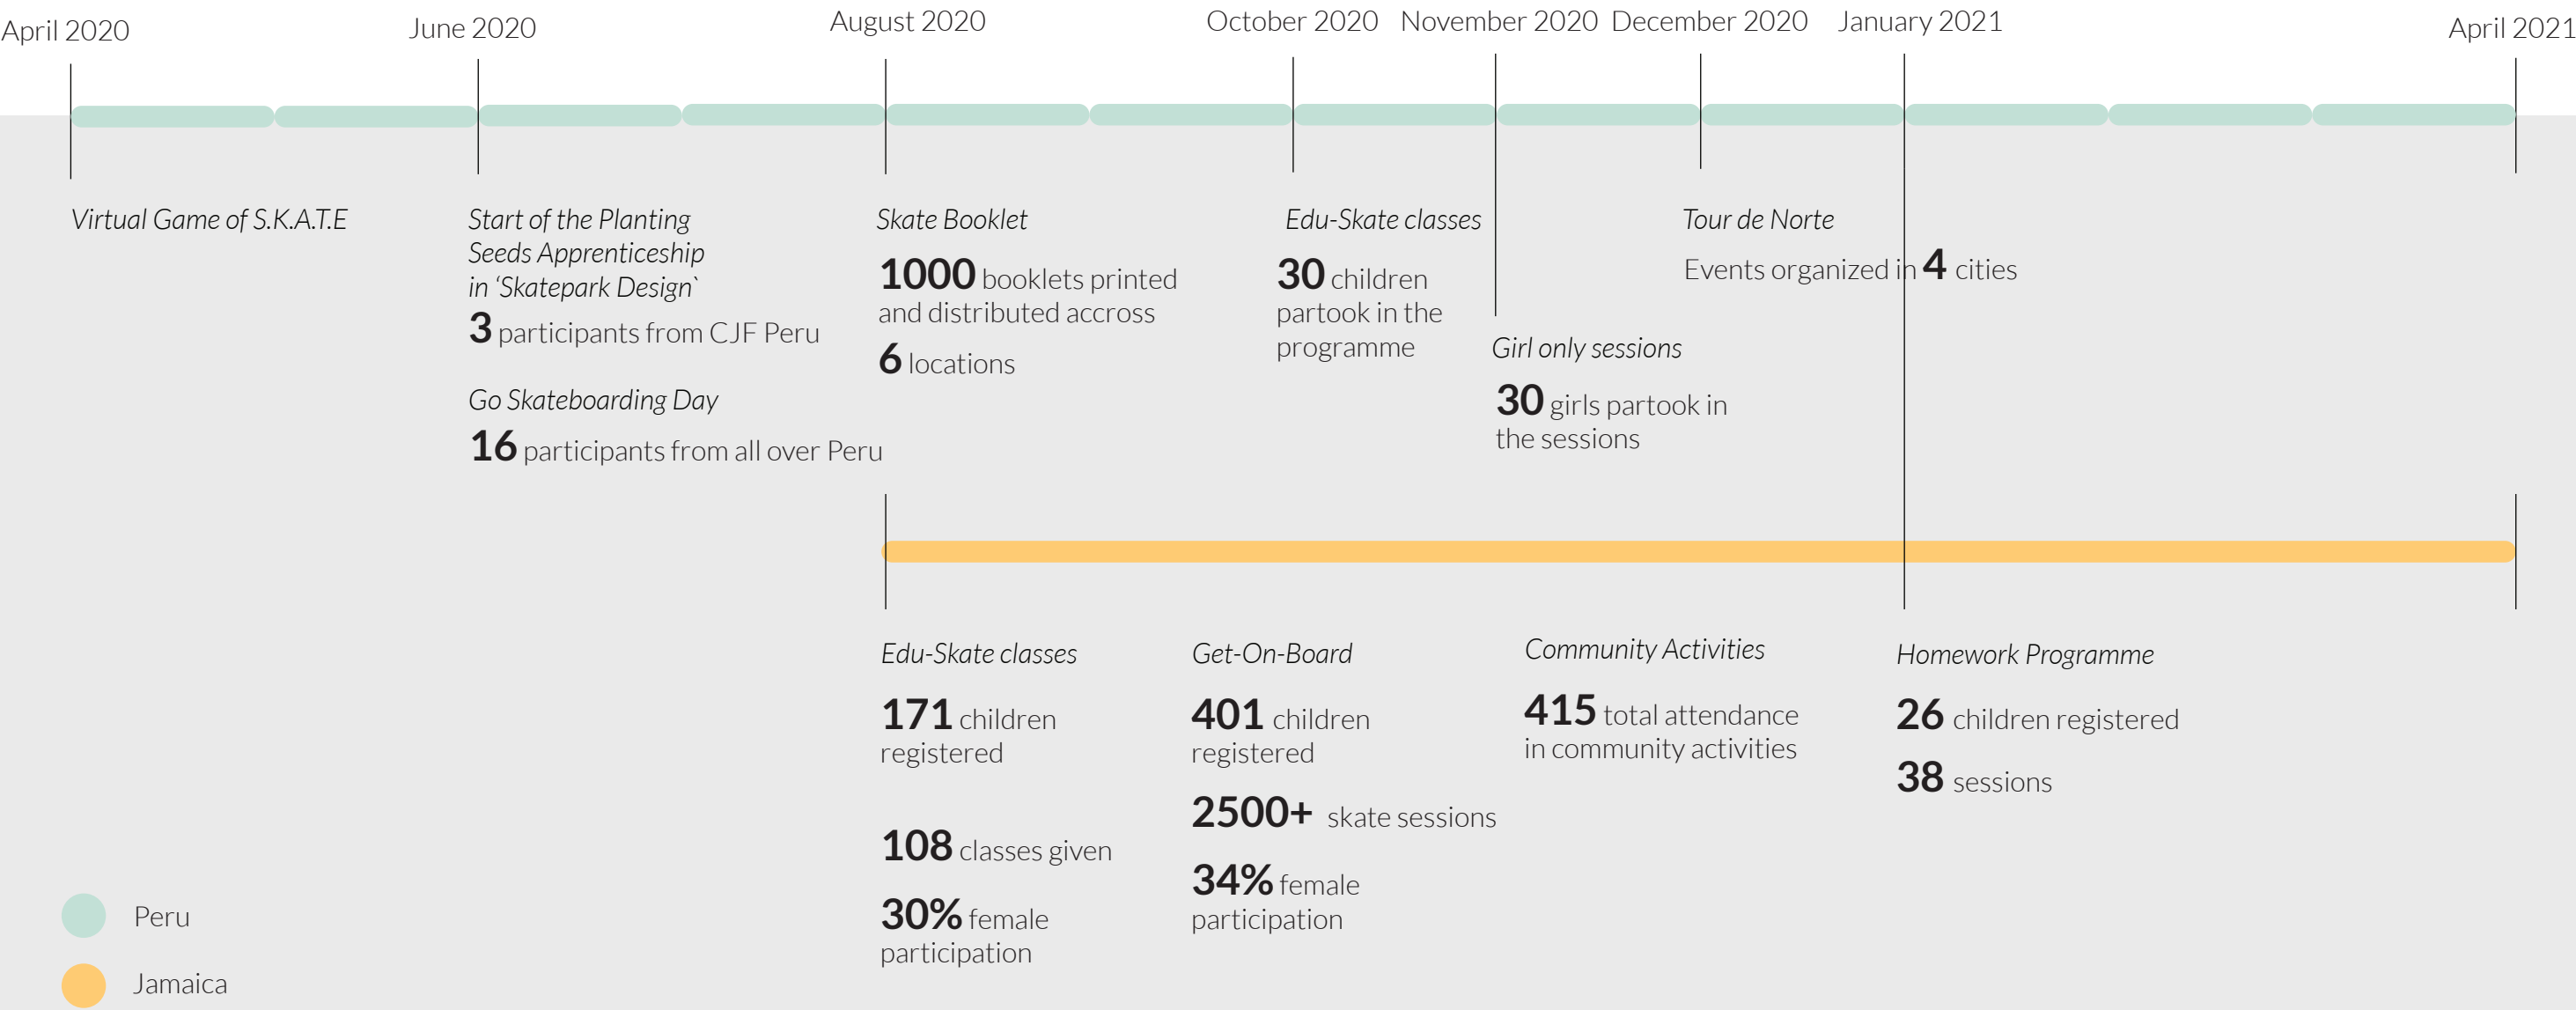 April 2020
June 2020
August 2020
October 2020
November 2020
December 2020
January 2021
April 2021
Virtual Game of S.K.A.T.E
Start of the Planting
Seeds Apprenticeship
in ‘Skatepark Design`
3 participants from CJF Peru
Go Skateboarding Day
16 participants from all over Peru
Skate Booklet
1000 booklets printed
and distributed accross
6 locations
Edu-Skate classes
30 children
partook in the
programme
Girl only sessions
30 girls partook in
the sessions
Tour de Norte
Events organized in 4 cities
Edu-Skate classes
171 children
registered
108 classes given
30% female
participation
Get-On-Board
401 children
registered
2500+ skate sessions
34% female
participation
Community Activities
415 total attendance
in community activities
Homework Programme
26 children registered
38 sessions
Peru
Jamaica